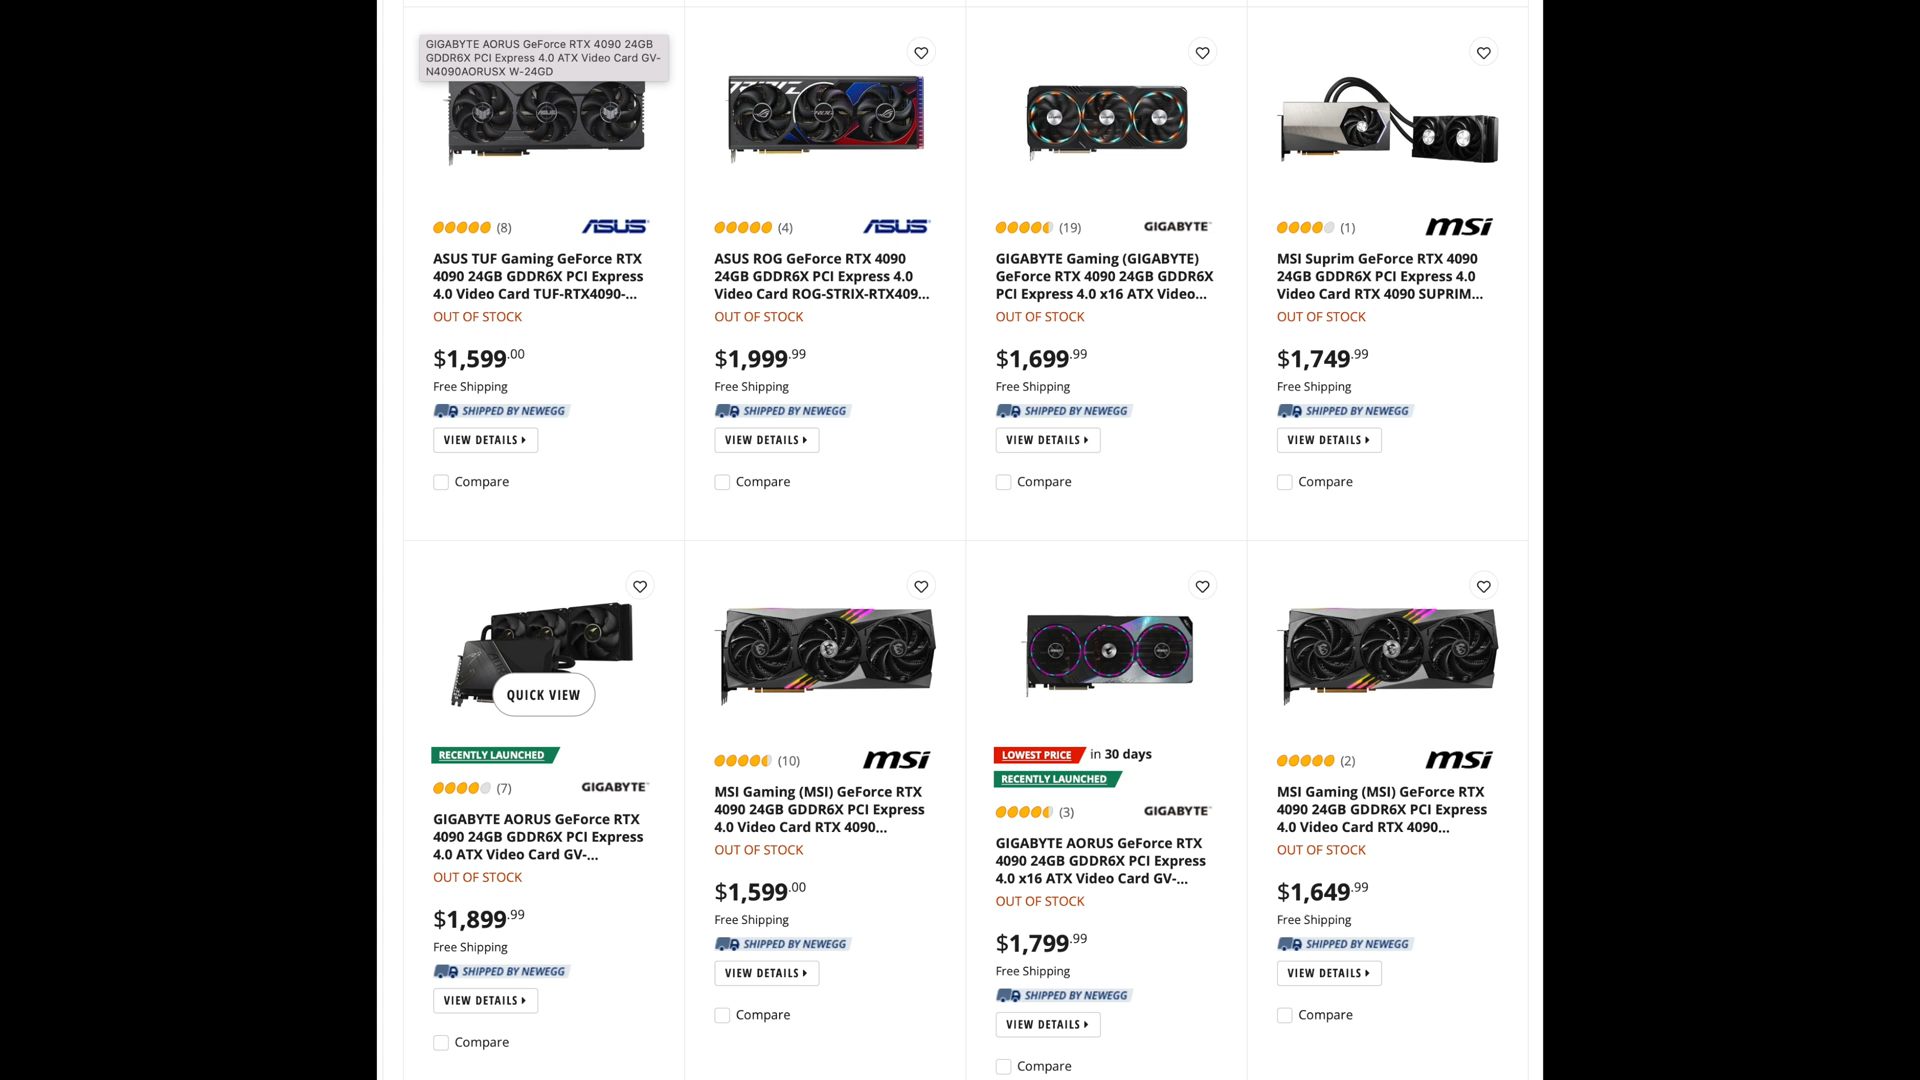 GIGABYTE AORUS GeForce RTX 4090 24GB
GDDR6X PCI Express 4.0 ATX Video Card GV-
N4090AORUSX W-24GD
(8)
ASUS
ASUS TUF Gaming GeForce RTX
4090 24GB GDDR6X PCI Express
4.0 Video Card TUF-RTX4090-...
OUT OF STOCK
$1,599.00
Free Shipping
SHIPPED BY NEWEGG
VIEW DETAILS
Compare
(4)
ASUS
ASUS ROG GeForce RTX 4090
24GB GDDR6X PCI Express 4.0
Video Card ROG-STRIX-RTX409...
OUT OF STOCK
$1,999.99
Free Shipping
SHIPPED BY NEWEGG
VIEW DETAILS
Compare
(19)
GIGABYTE
GIGABYTE Gaming (GIGABYTE)
GeForce RTX 4090 24GB GDDR6X
PCI Express 4.0 x16 ATX Video...
OUT OF STOCK
$1,699.99
Free Shipping
SHIPPED BY NEWEGG
VIEW DETAILS
Compare
(1)
msi
MSI Suprim GeForce RTX 4090
24GB GDDR6X PCI Express 4.0
Video Card RTX 4090 SUPRIM...
OUT OF STOCK
$1,749.99
Free Shipping
SHIPPED BY NEWEGG
VIEW DETAILS
Compare
QUICK VIEW
RECENTLY LAUNCHED
(7)
GIGABYTE
GIGABYTE AORUS GeForce RTX
4090 24GB GDDR6X PCI Express
4.0 ATX Video Card GV-...
OUT OF STOCK
$1,899.99
Free Shipping
SHIPPED BY NEWEGG
VIEW DETAILS
Compare
(10)
msi
MSI Gaming (MSI) GeForce RTX
4090 24GB GDDR6X PCI Express
4.0 Video Card RTX 4090...
OUT OF STOCK
$1,599.00
Free Shipping
SHIPPED BY NEWEGG
VIEW DETAILS
Compare
LOWEST PRICE in 30 days
RECENTLY LAUNCHED
(3)
GIGABYTE
GIGABYTE AORUS GeForce RTX
4090 24GB GDDR6X PCI Express
4.0 x16 ATX Video Card GV-...
OUT OF STOCK
$1,799.99
Free Shipping
SHIPPED BY NEWEGG
VIEW DETAILS
Compare
(2)
msi
MSI Gaming (MSI) GeForce RTX
4090 24GB GDDR6X PCI Express
4.0 Video Card RTX 4090...
OUT OF STOCK
$1,649.99
Free Shipping
SHIPPED BY NEWEGG
VIEW DETAILS
Compare